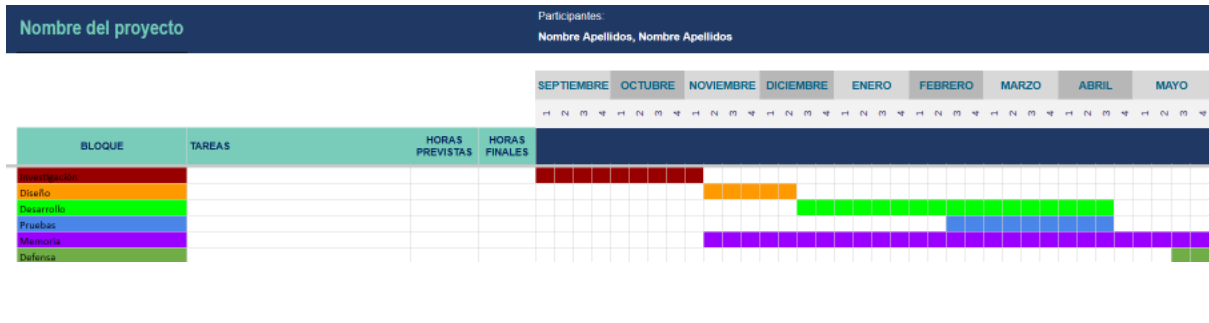 Nombre del proyecto
Participantes:
Nombre Apellidos, Nombre Apellidos
SEPTIEMBRE OCTUBRE NOVIEMBRE DICIEMBRE ENERO FEBRERO MARZO ABRIL MAYO
1 2 3 4 1 2 3 4 1 2 3 4 1 2 3 4 1 2 3 4 1 2 3 4 1 2 3 4 1 2 3 4 1 2 3 4
BLOQUE TAREAS HORAS PREVISTAS HORAS FINALES
Investigación
Diseño
Desarrollo
Pruebas
Memoria
Defensa